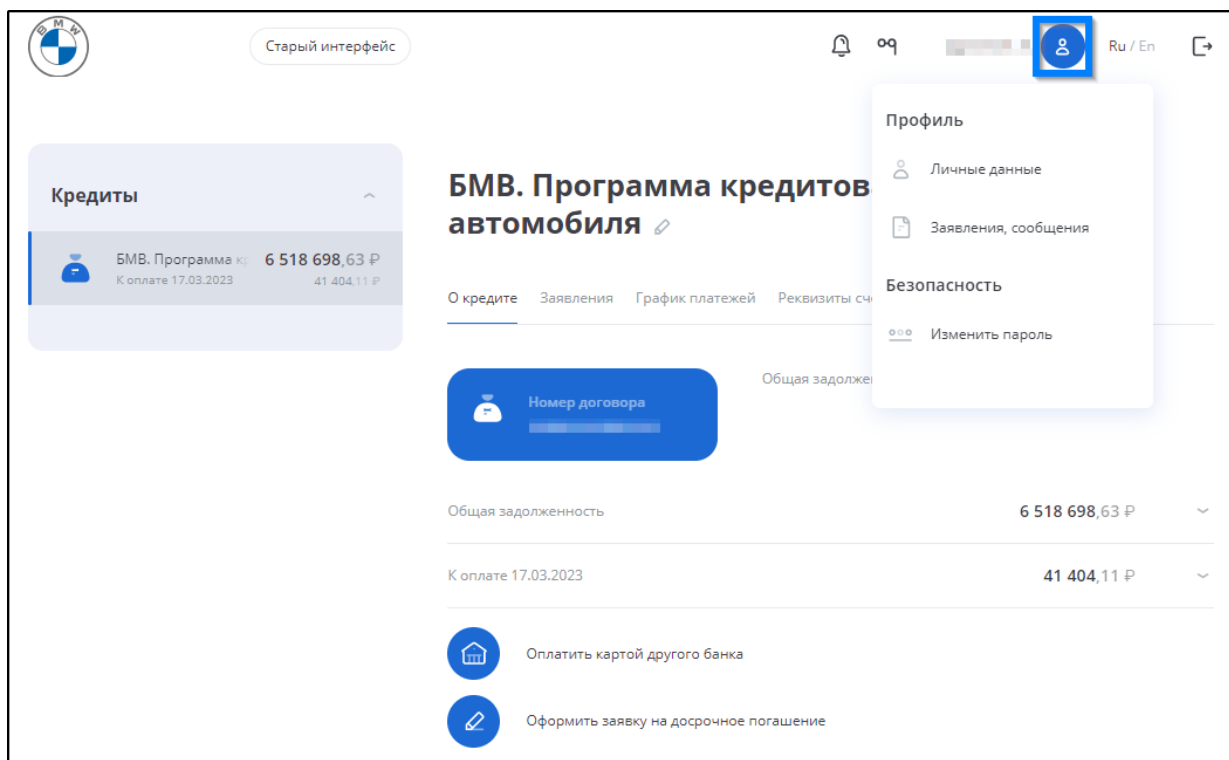 BMW
Старый интерфейс
Ru / En
Профиль
Личные данные
Заявления, сообщения
Безопасность
Изменить пароль
Кредиты
БМВ. Программа 6 518 698,63 ₽
К оплате 17.03.2023 41 404,11 ₽
БМВ. Программа кредитов
автомобиля
О кредите Заявления График платежей Реквизиты
Номер договора
Общая
Общая задолженность 6 518 698,63 ₽
К оплате 17.03.2023 41 404,11 ₽
Оплатить картой другого банка
Оформить заявку на досрочное погашение